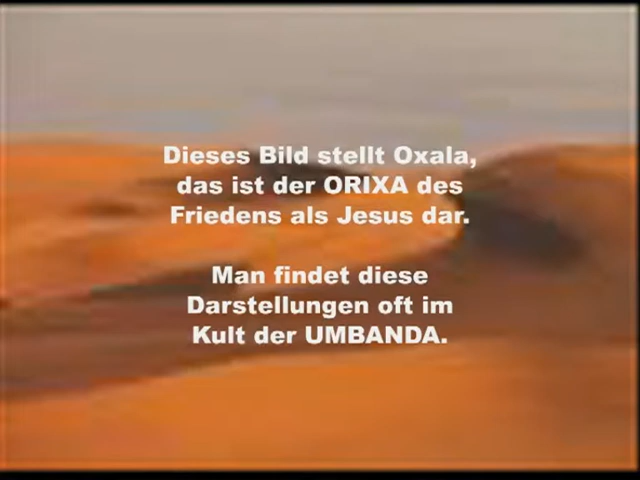 Dieses Bild stellt Oxala,
das ist der ORIXA des
Friedens als Jesus dar.
Man findet diese
Darstellungen oft im
Kult der UMBANDA.